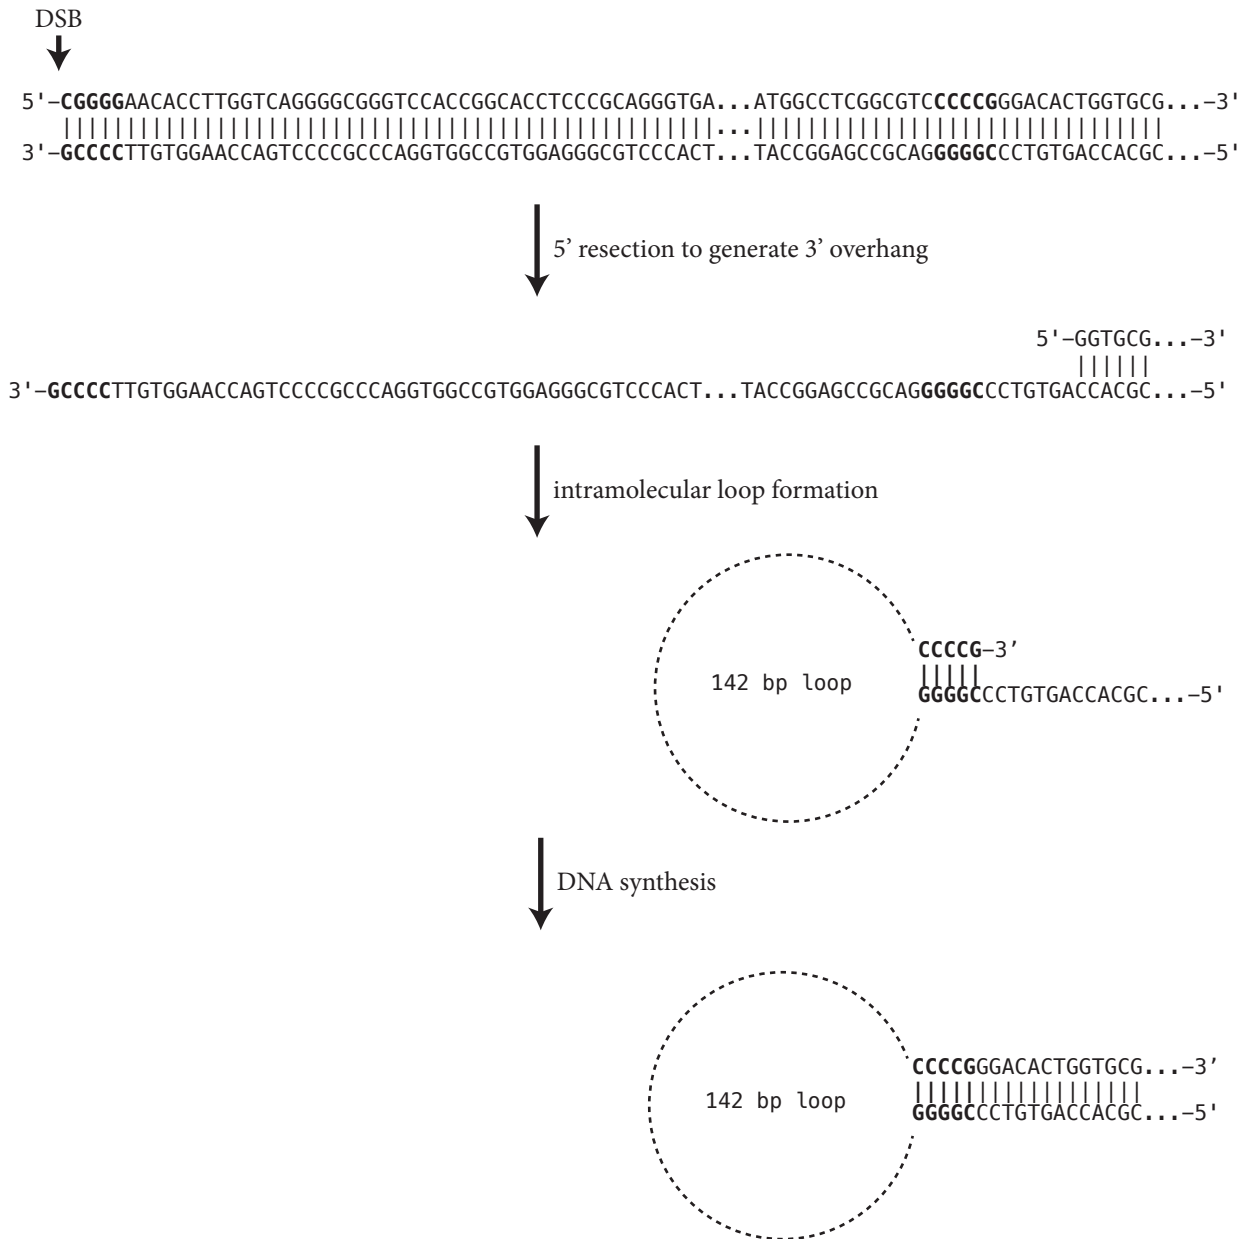 DSB
5'-CGGGGAACACCTTGGTCAGGGGCGGGTCCACCGGCACCTCCCGCAGGGTGA...ATGGCCTCGGCGTCCCCCGGGACACTGGTGCG...-3'
|||||||||||||||||||||||||||||||||||||||||||||||||||...||||||||||||||||||||||||||||||||
3'-GCCCCTTGTGGAACCAGTCCCCGCCCAGGTGGCCGTGGAGGGCGTCCCACT...TACCGGAGCCGCAGGGGGCCCTGTGACCACGC...-5'
5’ resection to generate 3’ overhang
5'-GGTGCG...-3'
||||||
3'-GCCCCTTGTGGAACCAGTCCCCGCCCAGGTGGCCGTGGAGGGCGTCCCACT...TACCGGAGCCGCAGGGGGCCCTGTGACCACGC...-5'
intramolecular loop formation
CCCCG-3’
|||||
142 bp loop
GGGGCCCTGTGACCACGC...-5'
DNA synthesis
CCCCGGGACACTGGTGCG...-3’
||||||||||||||||||
142 bp loop
GGGGCCCTGTGACCACGC...-5'